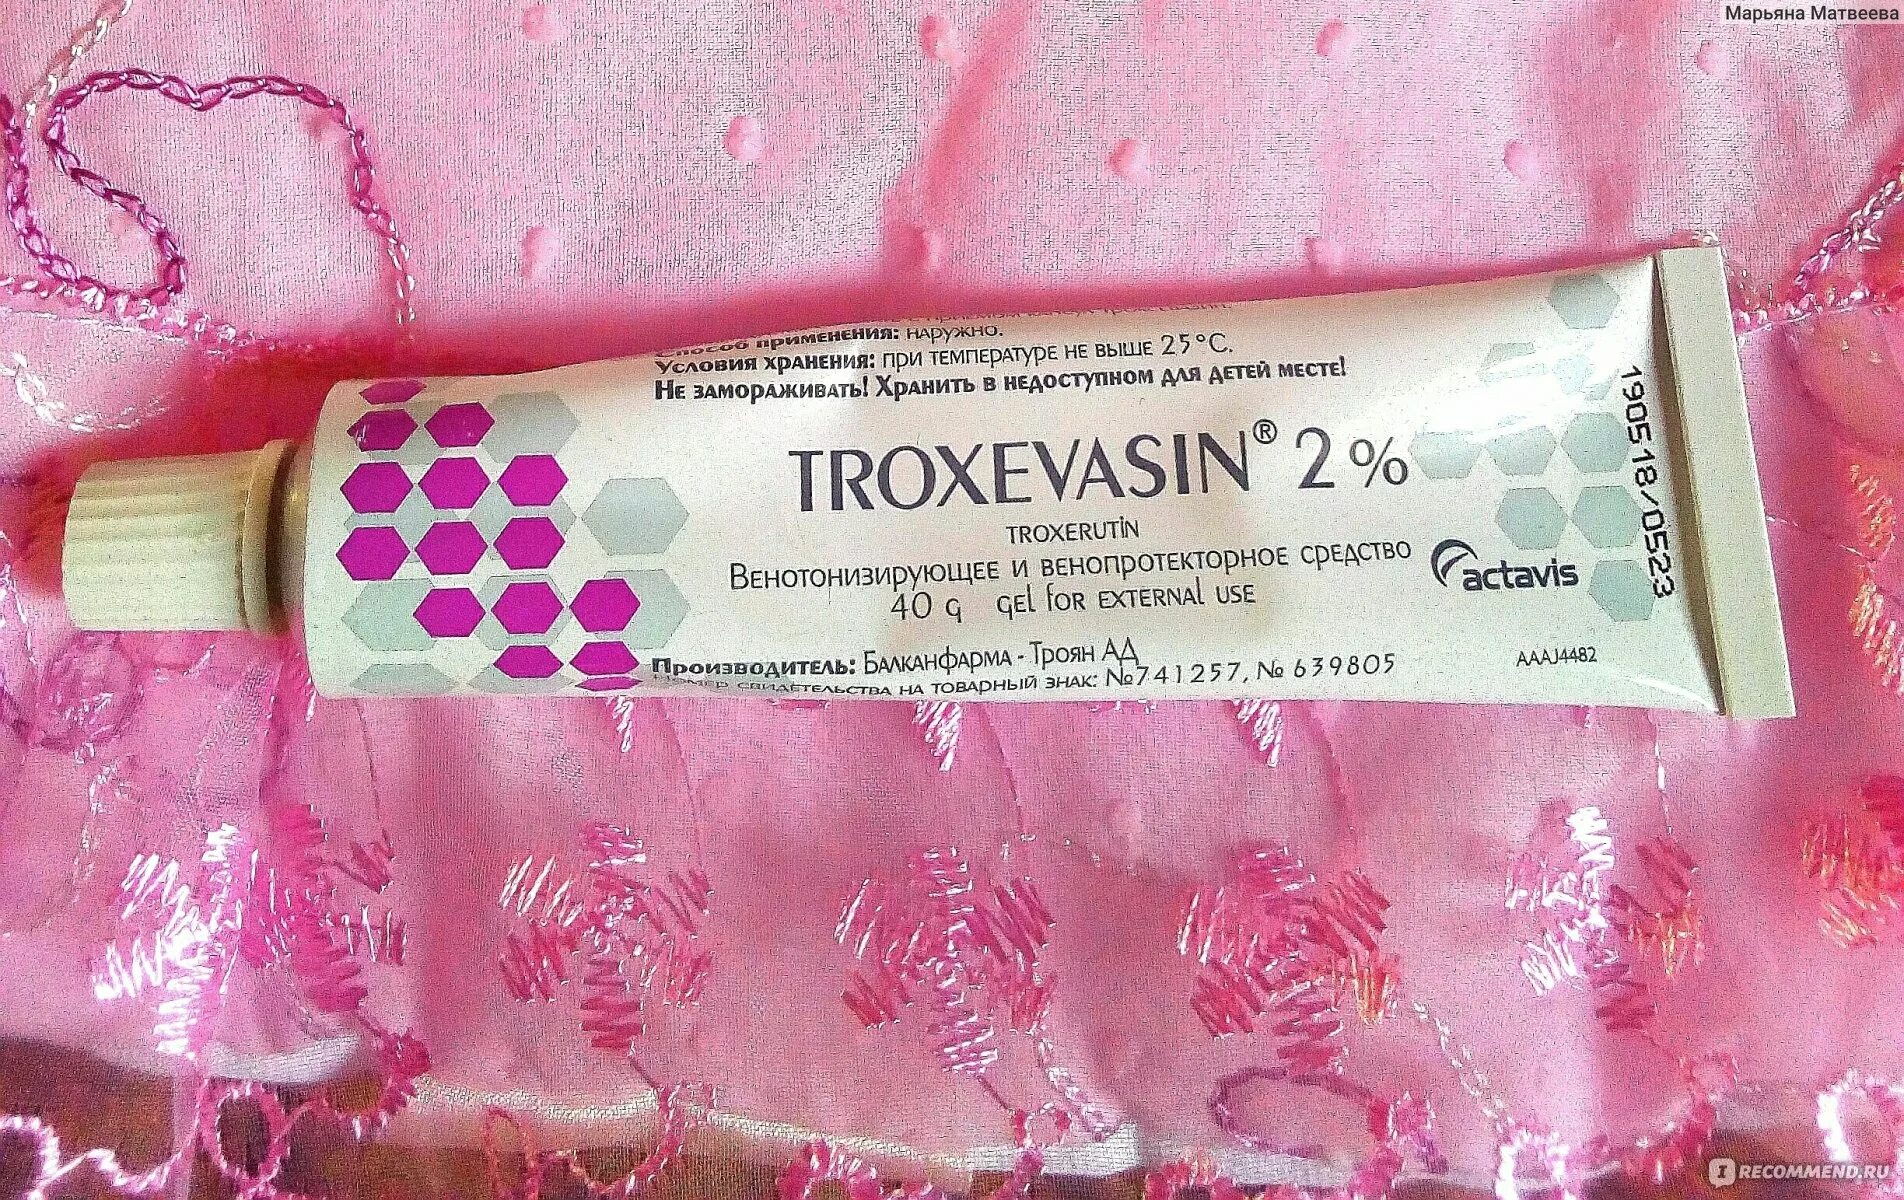 Марьяна Матвеева
Способ применения: наружно.
Условия хранения: при температуре не выше 25°C.
Не замораживать! Хранить в недоступном для детей месте!
TROXEVASIN® 2%
TROXERUTIN
Венотонизирующее и венопротекторное средство
40 g gel for external use
actavis
190518/0523
Производитель: Балканфарма - Троян АД
Номер свидетельства на товарный знак: №741257, № 639805
AAAJ4482
IRECOMMEND.RU